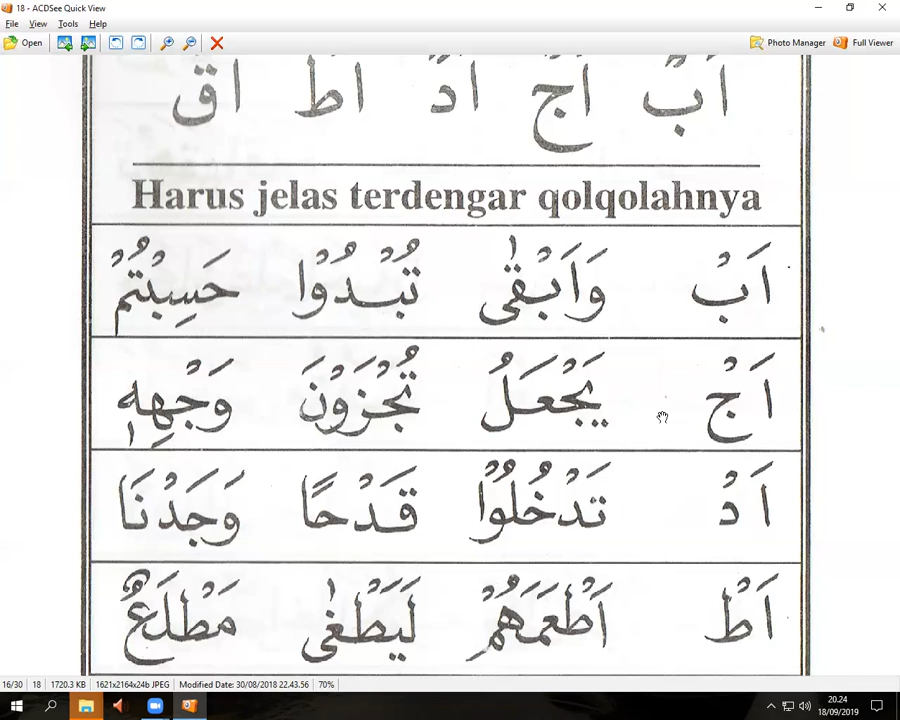 18 - ACDSee Quick View
File View Tools Help
Open Photo Manager Full Viewer
اَبْ اَجْ اَدْ اَطْ اَقْ
Harus jelas terdengar qolqolahnya
اَبْ وَاَبْقٰى تُبْدُوْا حَسِبْتُمْ
اَجْ يَجْعَلُ تُجْزَوْنَ وَجْهِهٖ
اَدْ تَدْخُلُوْا قَدْحًا وَجَدْنَا
اَطْ اَطْعَمَهُمْ لَيَطْغٰى مَطْلَعٌ
16/30 18 1720.3 KB 1621x2164x24b JPEG Modified Date: 30/08/2018 22.43.56 70%
20.24
18/09/2019